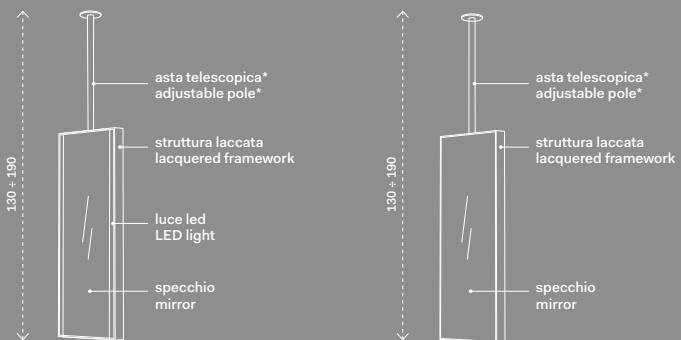 asta telescopica*
adjustable pole*
struttura laccata
lacquered framework
130 ÷ 190
luce led
LED light
specchio
mirror
asta telescopica*
adjustable pole*
struttura laccata
lacquered framework
130 ÷ 190
specchio
mirror